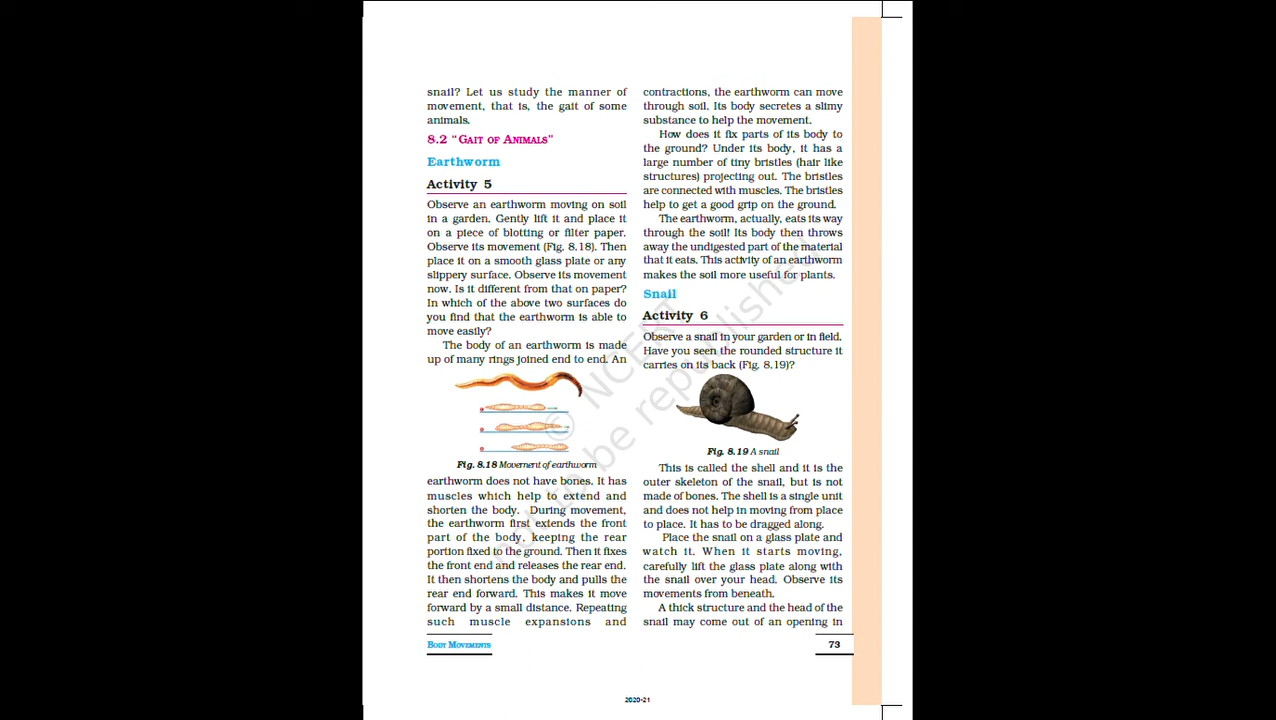 snail? Let us study the manner of
movement, that is, the gait of some
animals.
8.2 “GAIT OF ANIMALS”
Earthworm
Activity 5
Observe an earthworm moving on soil
in a garden. Gently lift it and place it
on a piece of blotting or filter paper.
Observe its movement (Fig. 8.18). Then
place it on a smooth glass plate or any
slippery surface. Observe its movement
now. Is it different from that on paper?
In which of the above two surfaces do
you find that the earthworm is able to
move easily?
The body of an earthworm is made
up of many rings joined end to end. An
Fig. 8.18 Movement of earthworm
earthworm does not have bones. It has
muscles which help to extend and
shorten the body. During movement,
the earthworm first extends the front
part of the body, keeping the rear
portion fixed to the ground. Then it fixes
the front end and releases the rear end.
It then shortens the body and pulls the
rear end forward. This makes it move
forward by a small distance. Repeating
such muscle expansions and
contractions, the earthworm can move
through soil. Its body secretes a slimy
substance to help the movement.
How does it fix parts of its body to
the ground? Under its body, it has a
large number of tiny bristles (hair like
structures) projecting out. The bristles
are connected with muscles. The bristles
help to get a good grip on the ground.
The earthworm, actually, eats its way
through the soil! Its body then throws
away the undigested part of the material
that it eats. This activity of an earthworm
makes the soil more useful for plants.
Snail
Activity 6
Observe a snail in your garden or in field.
Have you seen the rounded structure it
carries on its back (Fig. 8.19)?
Fig. 8.19 A snail
This is called the shell and it is the
outer skeleton of the snail, but is not
made of bones. The shell is a single unit
and does not help in moving from place
to place. It has to be dragged along.
Place the snail on a glass plate and
watch it. When it starts moving,
carefully lift the glass plate along with
the snail over your head. Observe its
movements from beneath.
A thick structure and the head of the
snail may come out of an opening in
BODY MOVEMENTS
73
2020-21
© NCERT
not to be republished